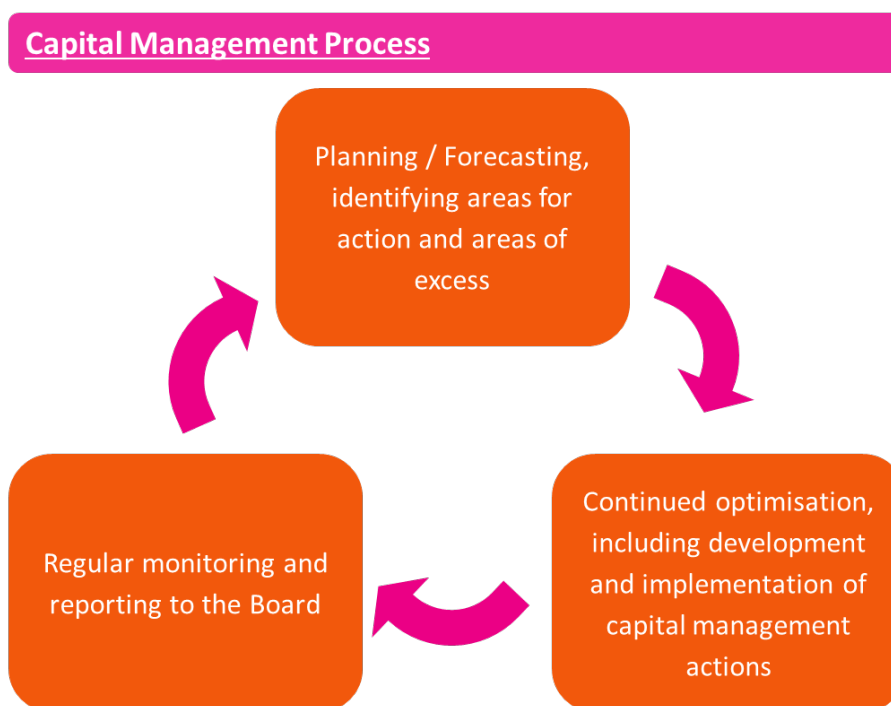 Capital Management Process
Planning / Forecasting,
identifying areas for
action and areas of
excess
Continued optimisation,
including development
and implementation of
capital management
actions
Regular monitoring and
reporting to the Board